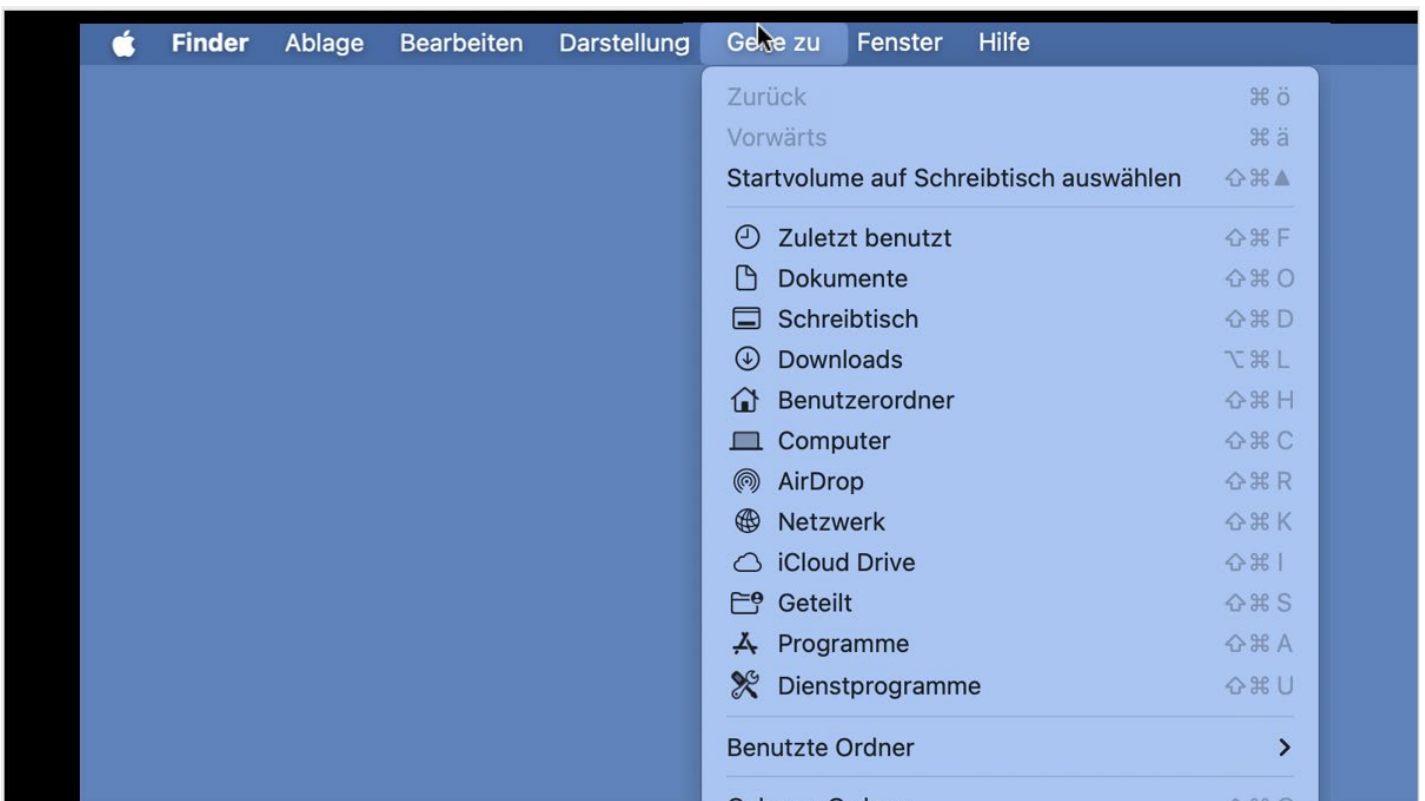 Finder Ablage Bearbeiten Darstellung Gehe zu Fenster Hilfe
Zurück ⌘ ö
Vorwärts ⌘ ä
Startvolume auf Schreibtisch auswählen ⇧⌘▲
Zuletzt benutzt ⇧⌘ F
Dokumente ⇧⌘ O
Schreibtisch ⇧⌘ D
Downloads ⌥⌘ L
Benutzerordner ⇧⌘ H
Computer ⇧⌘ C
AirDrop ⇧⌘ R
Netzwerk ⇧⌘ K
iCloud Drive ⇧⌘ I
Geteilt ⇧⌘ S
Programme ⇧⌘ A
Dienstprogramme ⇧⌘ U
Benutzte Ordner